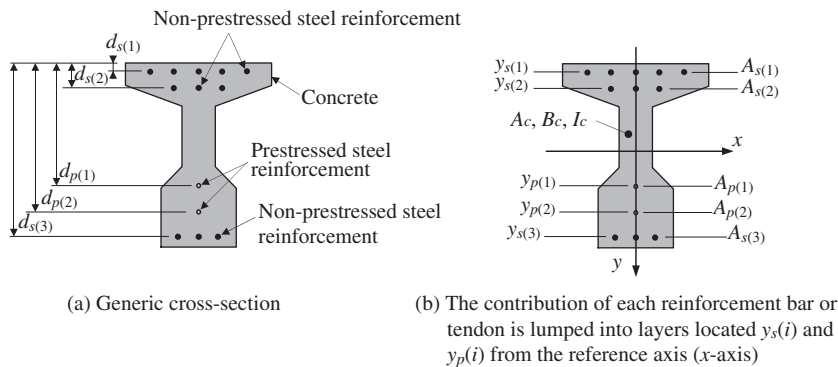 Non-prestressed steel reinforcement
d_s(1)
d_s(2)
Concrete
d_p(1)
d_p(2)
d_s(3)
Prestressed steel
reinforcement
Non-prestressed steel
reinforcement
(a) Generic cross-section
y_s(1)
A_s(1)
y_s(2)
A_s(2)
A_c, B_c, I_c
x
y_p(1)
A_p(1)
y_p(2)
A_p(2)
y_s(3)
A_s(3)
y
(b) The contribution of each reinforcement bar or
tendon is lumped into layers located y_s(i) and
y_p(i) from the reference axis (x-axis)